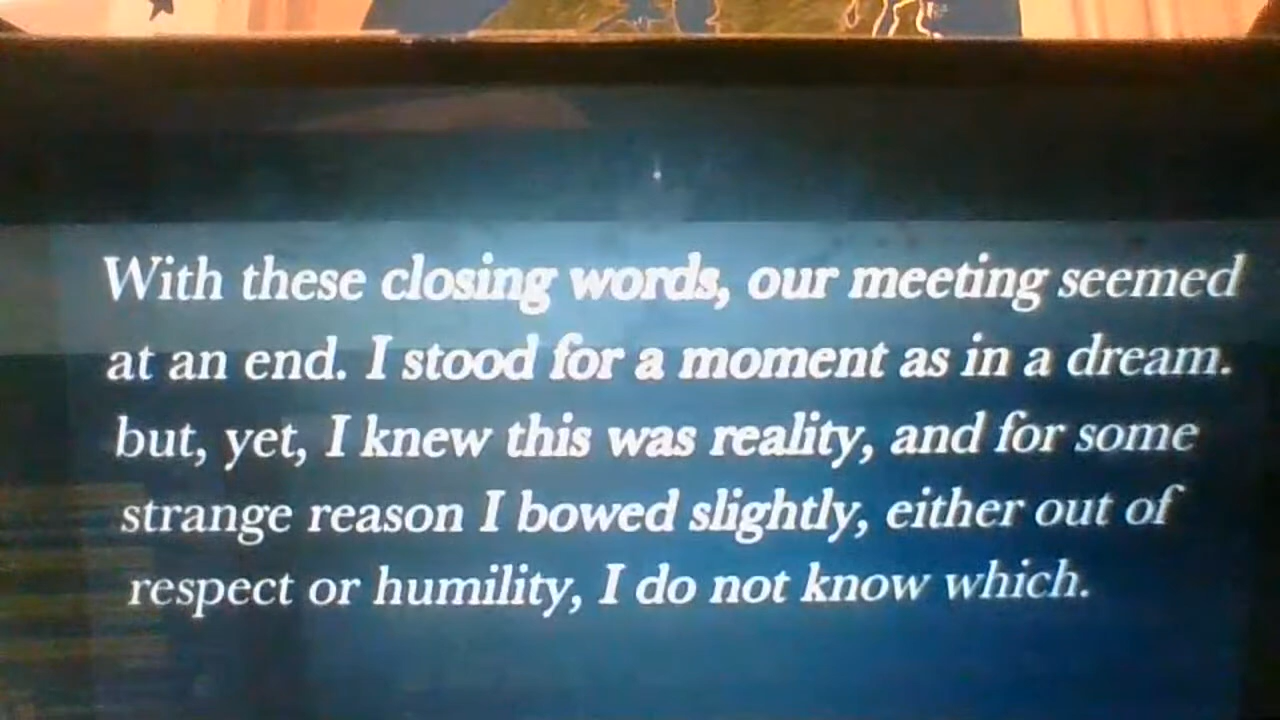 With these closing words, our meeting seemed
at an end. I stood for a moment as in a dream.
but, yet, I knew this was reality, and for some
strange reason I bowed slightly, either out of
respect or humility, I do not know which.